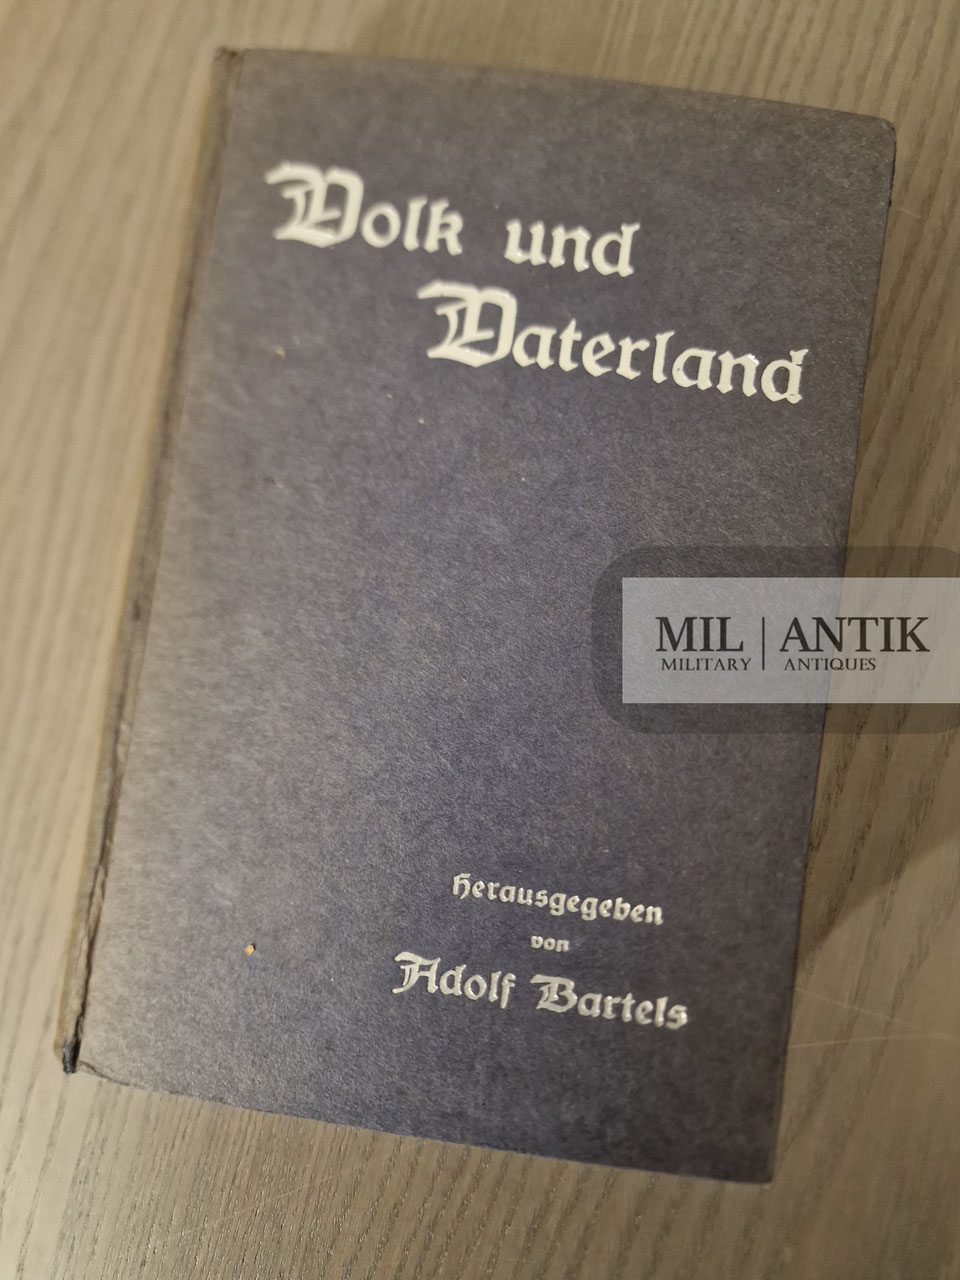 Volk und
Vaterland
MIL | ANTIK
MILITARY | ANTIQUES
Herausgegeben
von
Adolf Bartels